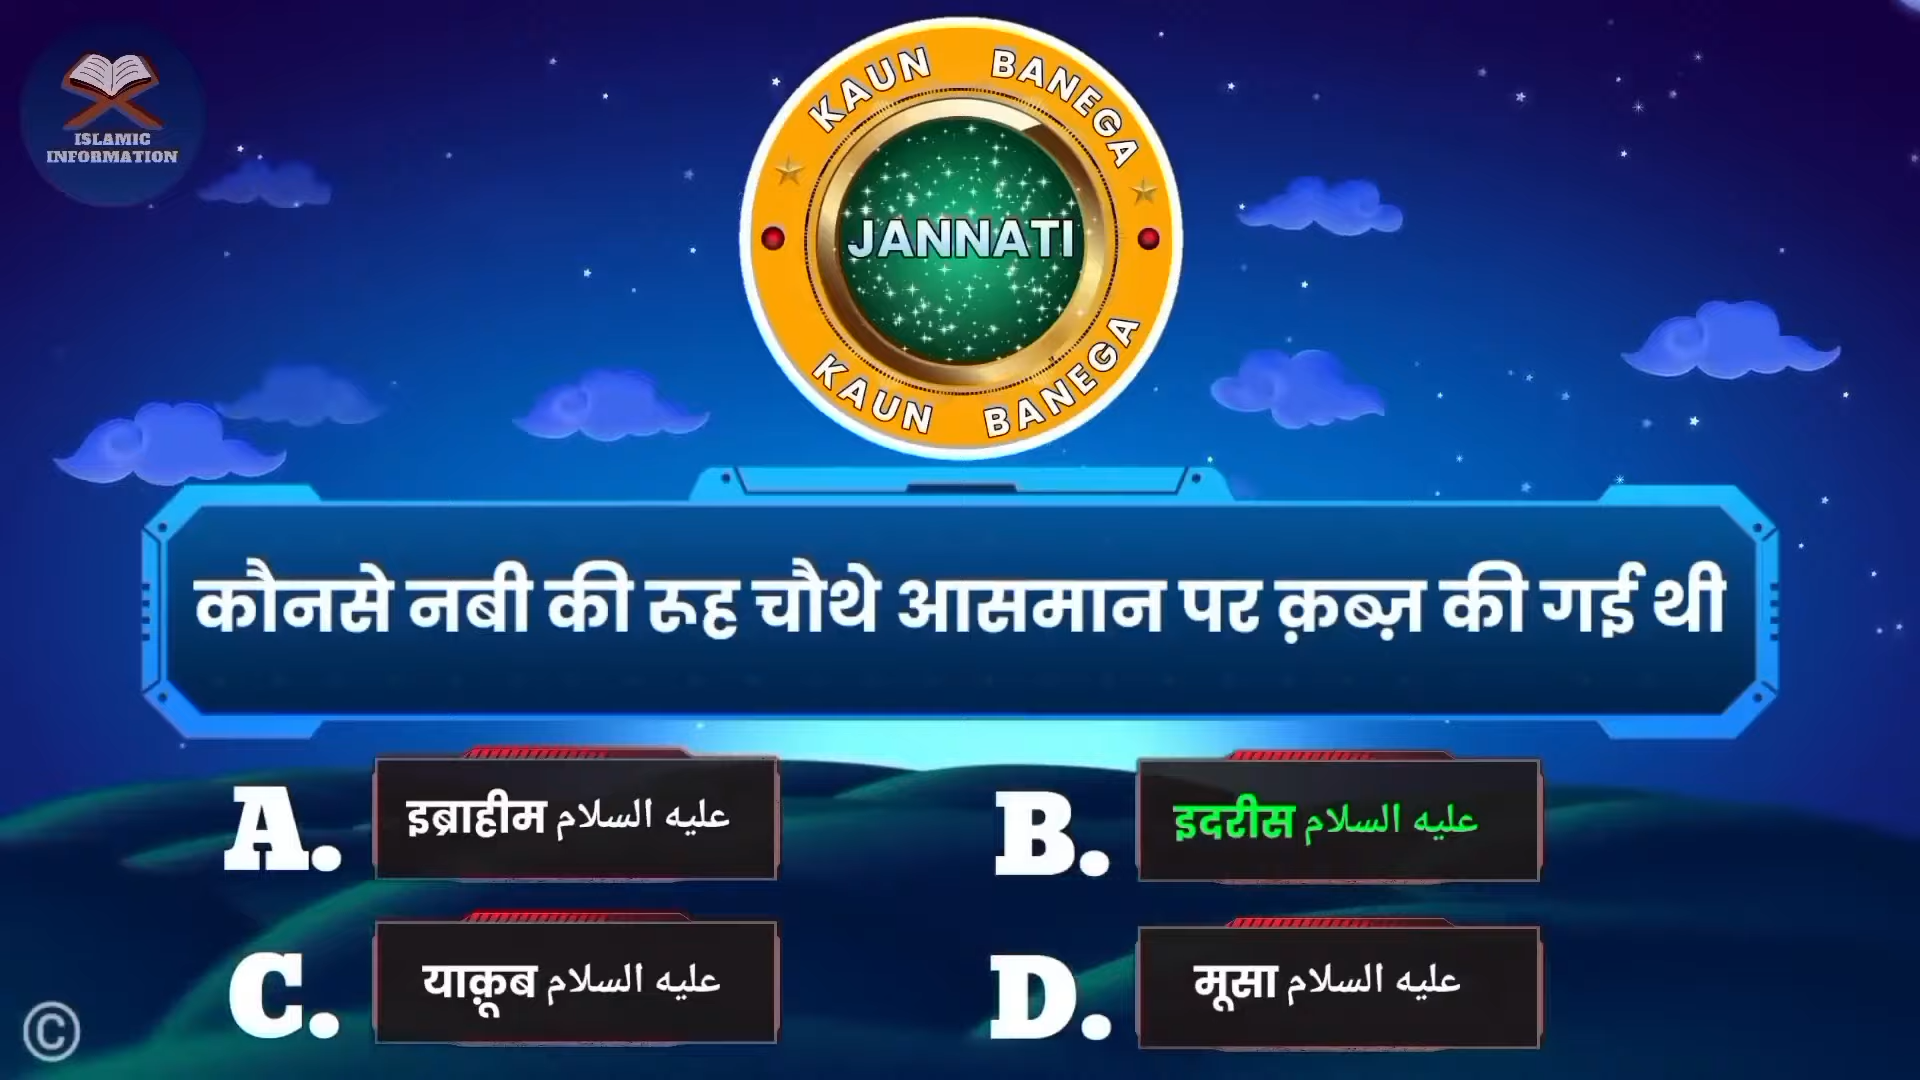 ISLAMIC
INFORMATION
KAUN BANEGA
JANNATI
KAUN BANEGA
कौनसे नबी की रूह चौथे आसमान पर क़ब्ज़ की गई थी
A. इब्राहीम عليه السلام
B. इदरीस عليه السلام
C. याक़ूब عليه السلام
D. मूसा عليه السلام
©